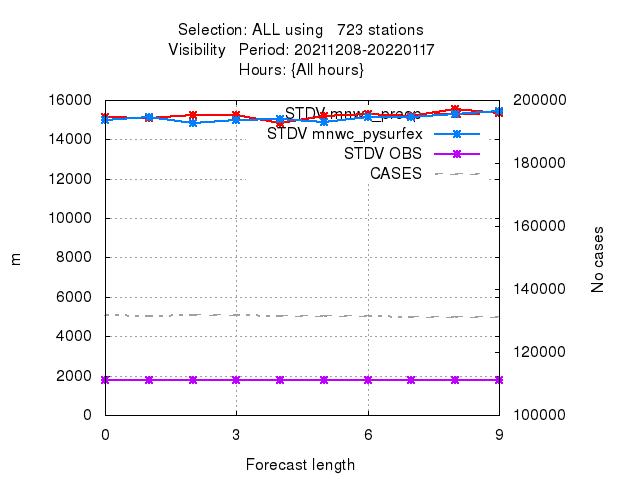 Selection: ALL using 723 stations
Visibility Period: 20211208-20220117
Hours: {All hours}
16000
14000
12000
10000
8000
6000
4000
2000
0
m
200000
180000
160000
140000
120000
100000
No cases
STDV
STDV mnwc_pysurfex
STDV OBS
CASES
0
3
6
9
Forecast length